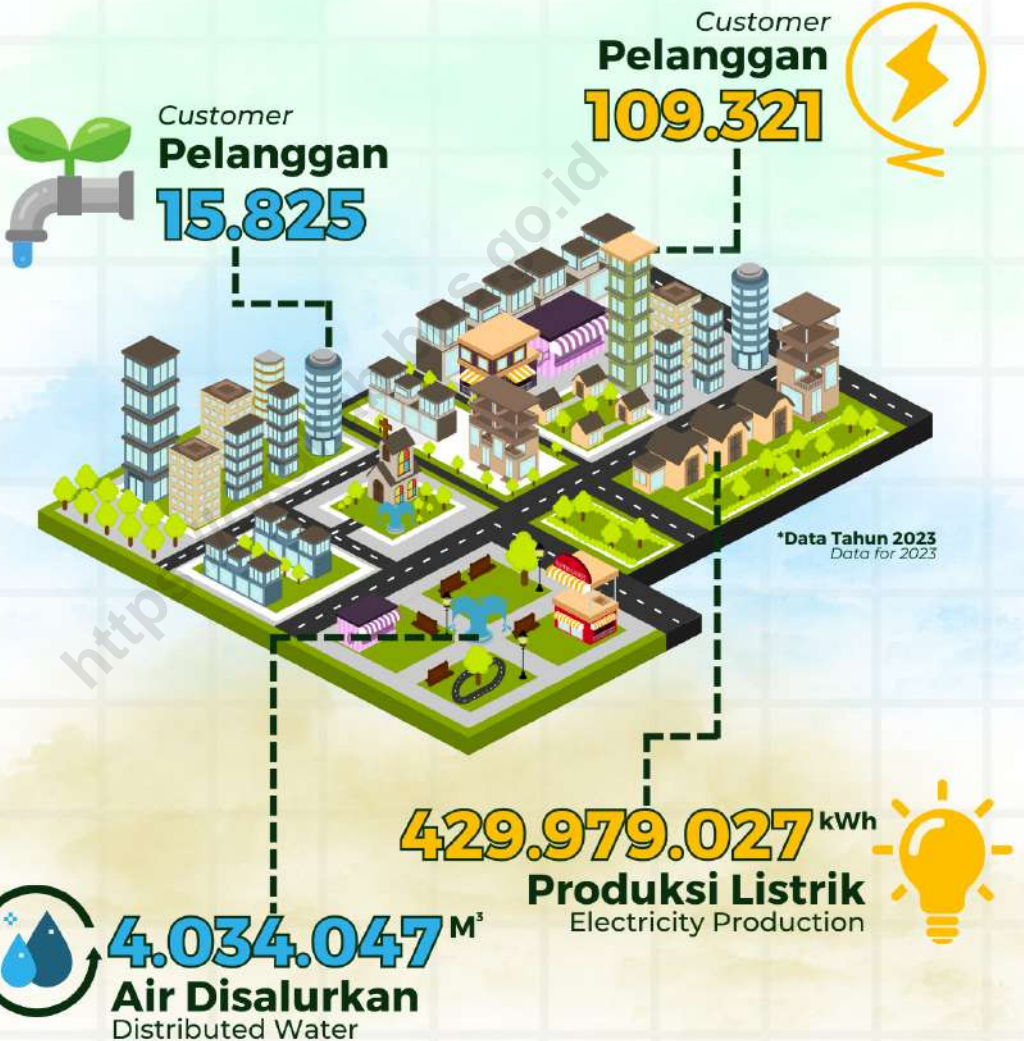 Customer
Pelanggan
109.321
Customer
Pelanggan
15.825
*Data Tahun 2023
Data for 2023
429.979.027 kWh
Produksi Listrik
Electricity Production
4.034.047 M³
Air Disalurkan
Distributed Water